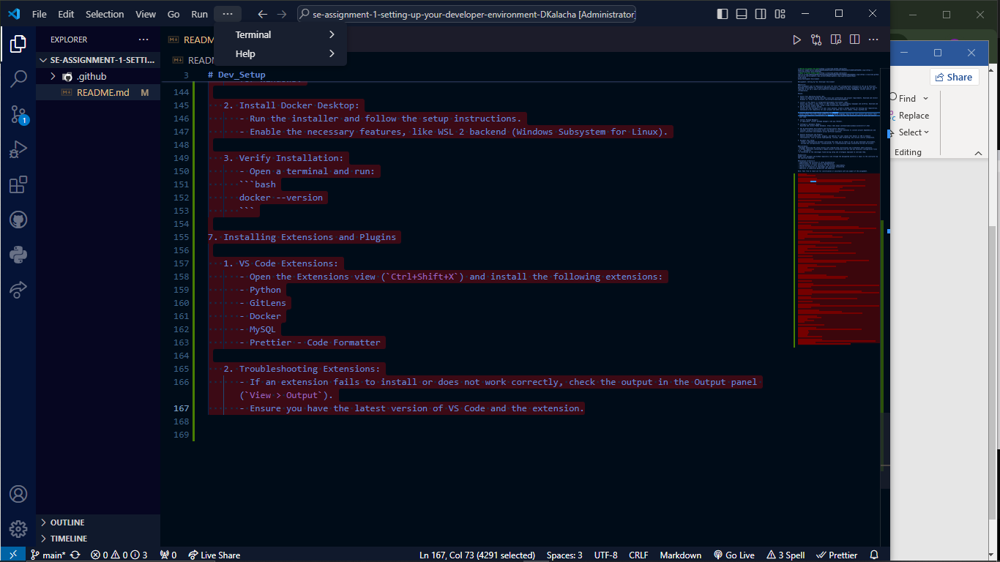 File Edit Selection View Go Run ··· se-assignment-1-setting-up-your-developer-environment-DKalacha [Administrator]
Terminal
Help
EXPLORER
SE-ASSIGNMENT-1-SETTI...
.github
README.md M
OUTLINE
TIMELINE
1
READM
READM
3 # Dev_Setup
144
145 2. Install Docker Desktop:
146 - Run the installer and follow the setup instructions.
147 - Enable the necessary features, like WSL 2 backend (Windows Subsystem for Linux).
148
149 3. Verify Installation:
150 - Open a terminal and run:
151 ```bash
152 docker --version
153 ```
154
155 7. Installing Extensions and Plugins
156
157 1. VS Code Extensions:
158 - Open the Extensions view (`Ctrl+Shift+X`) and install the following extensions:
159 - Python
160 - GitLens
161 - Docker
162 - MySQL
163 - Prettier - Code Formatter
164
165 2. Troubleshooting Extensions:
166 - If an extension fails to install or does not work correctly, check the output in the Output panel
(`View > Output`).
167 - Ensure you have the latest version of VS Code and the extension.
168
169
Share
Find
Replace
Select
Editing
main* 0 0 3 0 Live Share Ln 167, Col 73 (4291 selected) Spaces: 3 UTF-8 CRLF Markdown Go Live 3 Spell Prettier